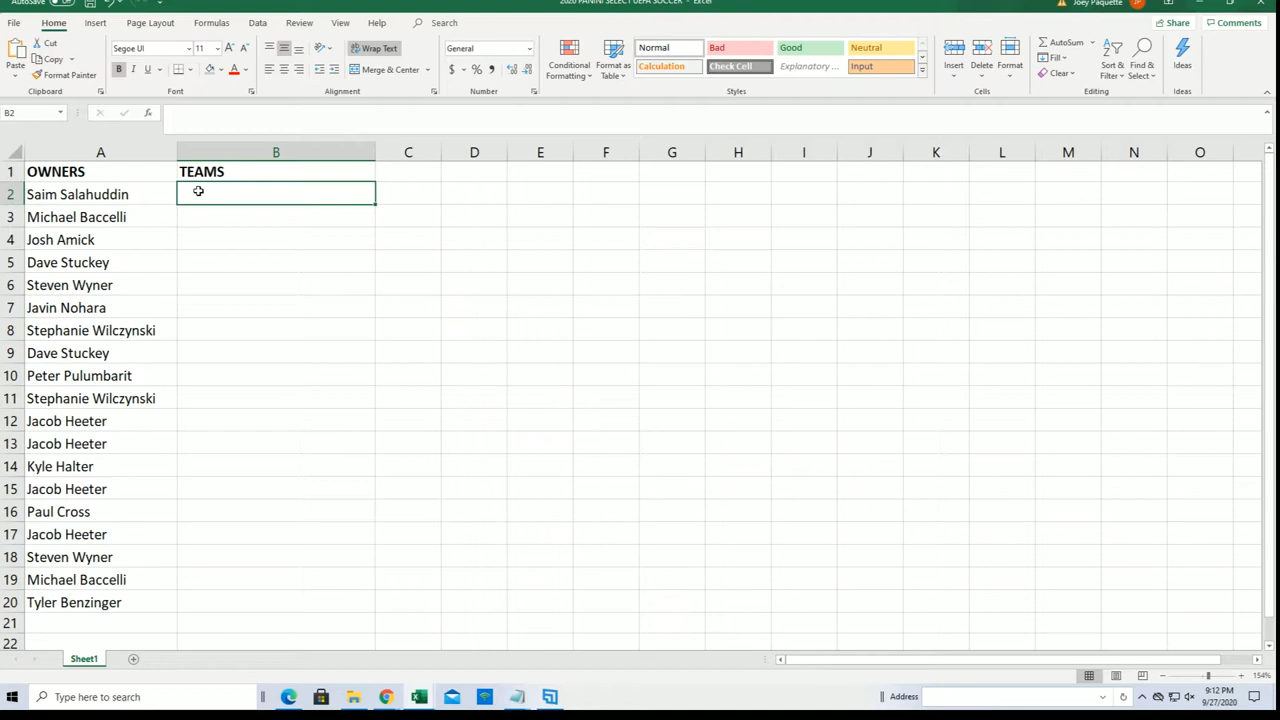 AutoSave Off
2020 PANINI SELECT UEFA SOCCER - Excel
Joey Paquette JP
File Home Insert Page Layout Formulas Data Review View Help Search
Share Comments
Paste Cut Copy Format Painter
Segoe UI 11
B I U A
Wrap Text
Merge & Center
General
$ % ,
Conditional Formatting Format as Table
Normal Bad Good Neutral
Calculation Check Cell Explanatory ... Input
Insert Delete Format
AutoSum Fill Clear
Sort & Filter Find & Select
Ideas
Clipboard Font Alignment Number Styles Cells Editing Ideas
B2 fx
A B C D E F G H I J K L M N O
1 OWNERS TEAMS
2 Saim Salahuddin
3 Michael Baccelli
4 Josh Amick
5 Dave Stuckey
6 Steven Wyner
7 Javin Nohara
8 Stephanie Wilczynski
9 Dave Stuckey
10 Peter Pulumbarit
11 Stephanie Wilczynski
12 Jacob Heeter
13 Jacob Heeter
14 Kyle Halter
15 Jacob Heeter
16 Paul Cross
17 Jacob Heeter
18 Steven Wyner
19 Michael Baccelli
20 Tyler Benzinger
21
22
Sheet1
154%
Type here to search
Address
9:12 PM
9/27/2020